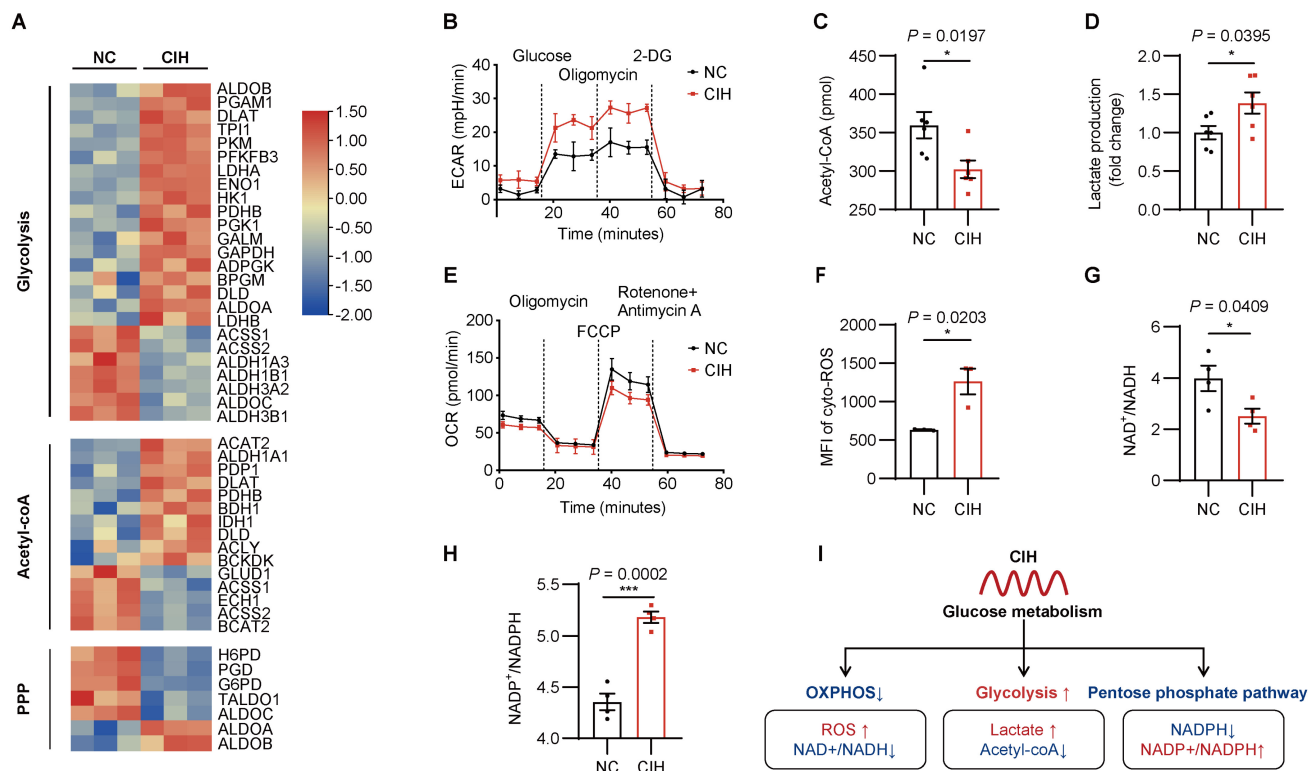 A
NC CIH
Glycolysis
ALDOB
PGAM1
DLAT
TPI1
PKM
PFKFB3
LDHA
ENO1
HK1
PDHB
PGK1
GALM
GAPDH
ADPGK
BPGM
DLD
ALDOA
LDHB
ACSS1
ACSS2
ALDH1A3
ALDH1B1
ALDH3A2
ALDOC
ALDH3B1
Acetyl-coA
ACAT2
ALDH1A1
PDP1
DLAT
PDHB
BDH1
IDH1
DLD
ACLY
BCKDK
GLUD1
ACSS1
ECH1
ACSS2
BCAT2
PPP
H6PD
PGD
G6PD
TALDO1
ALDOC
ALDOA
ALDOB
1.50
1.00
0.50
0.00
-0.50
-1.00
-1.50
-2.00
B
Glucose 2-DG
Oligomycin
NC
CIH
ECAR (mpH/min)
40
30
20
10
0
20 40 60 80
Time (minutes)
C
P = 0.0197
*
Acetyl-CoA (pmol)
450
400
350
300
250
NC CIH
D
P = 0.0395
*
Lactate production
(fold change)
2.0
1.5
1.0
0.5
0.0
NC CIH
E
Oligomycin
Rotenone+
Antimycin A
FCCP
NC
CIH
OCR (pmol/min)
200
150
100
50
0
0 20 40 60 80
Time (minutes)
F
P = 0.0203
*
MFI of cyto-ROS
2000
1500
1000
500
0
NC CIH
G
P = 0.0409
*
NAD+/NADH
6
4
2
0
NC CIH
H
P = 0.0002
***
NADP+/NADPH
5.5
5.0
4.5
4.0
NC CIH
I
CIH
Glucose metabolism
OXPHOS↓ Glycolysis ↑ Pentose phosphate pathway
ROS ↑
NAD+/NADH↓
Lactate ↑
Acetyl-coA↓
NADPH↓
NADP+/NADPH↑